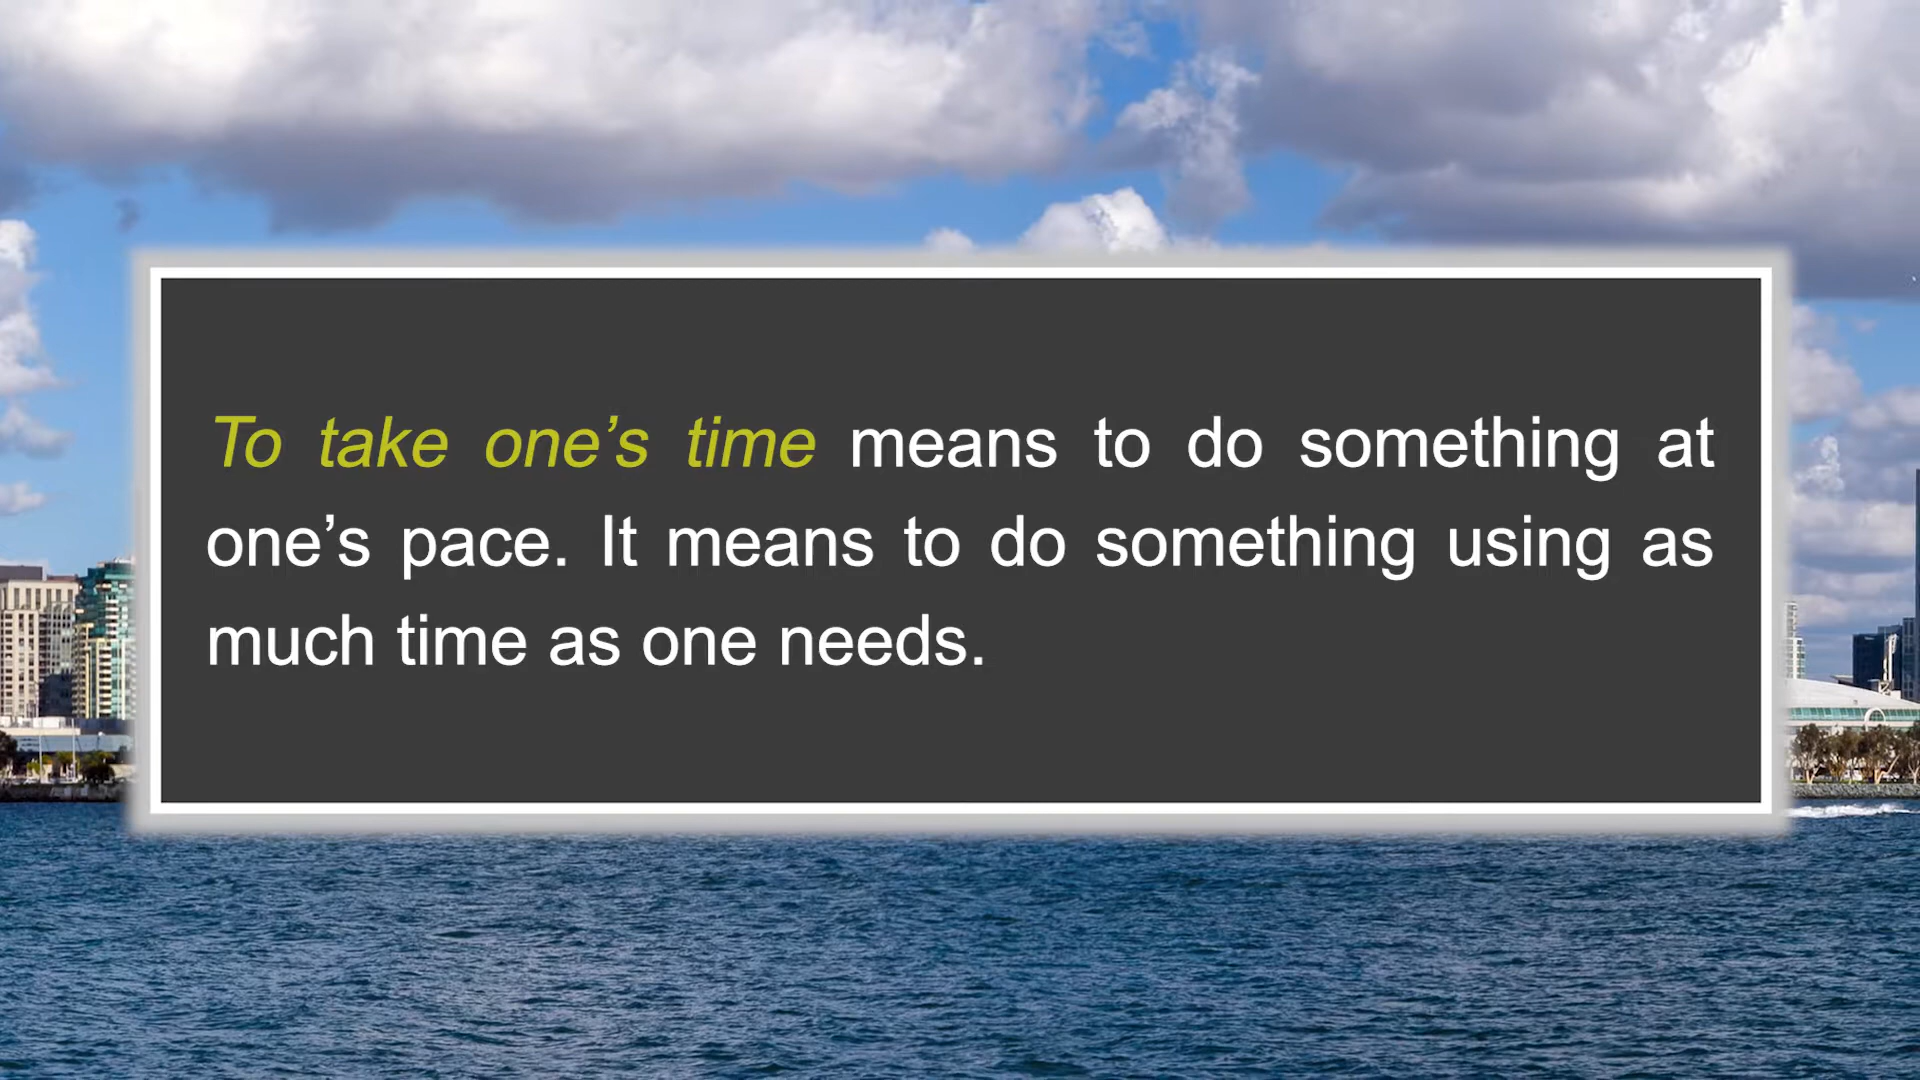 To take one’s time means to do something at
one’s pace. It means to do something using as
much time as one needs.